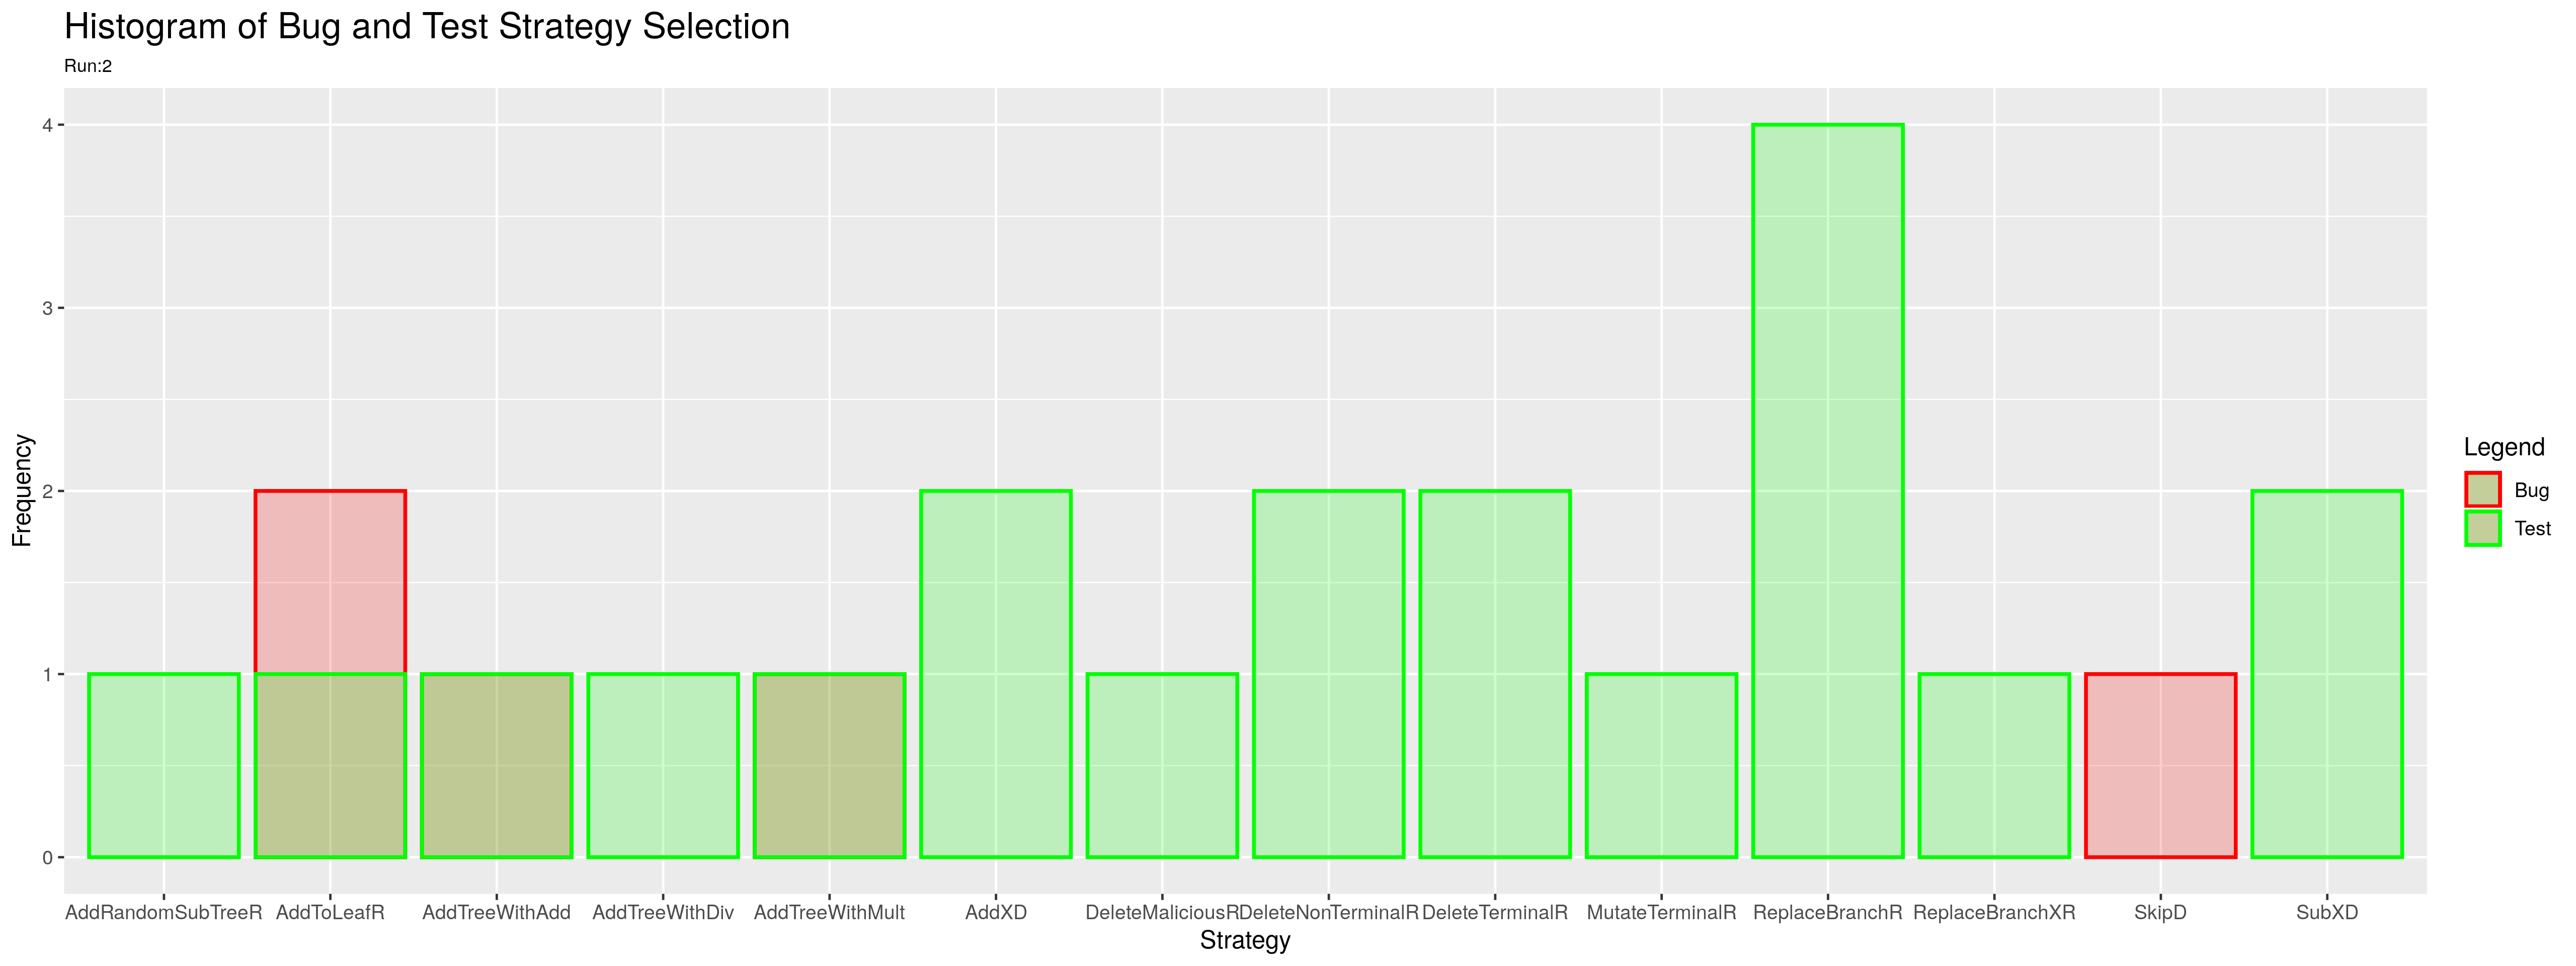 Histogram of Bug and Test Strategy Selection
Run:2
Frequency
4
3
2
1
0
AddRandomSubTreeR AddToLeafR AddTreeWithAdd AddTreeWithDiv AddTreeWithMult AddXD DeleteMaliciousR DeleteNonTerminalR DeleteTerminalR MutateTerminalR ReplaceBranchR ReplaceBranchXR SkipD SubXD
Strategy
Legend
Bug
Test